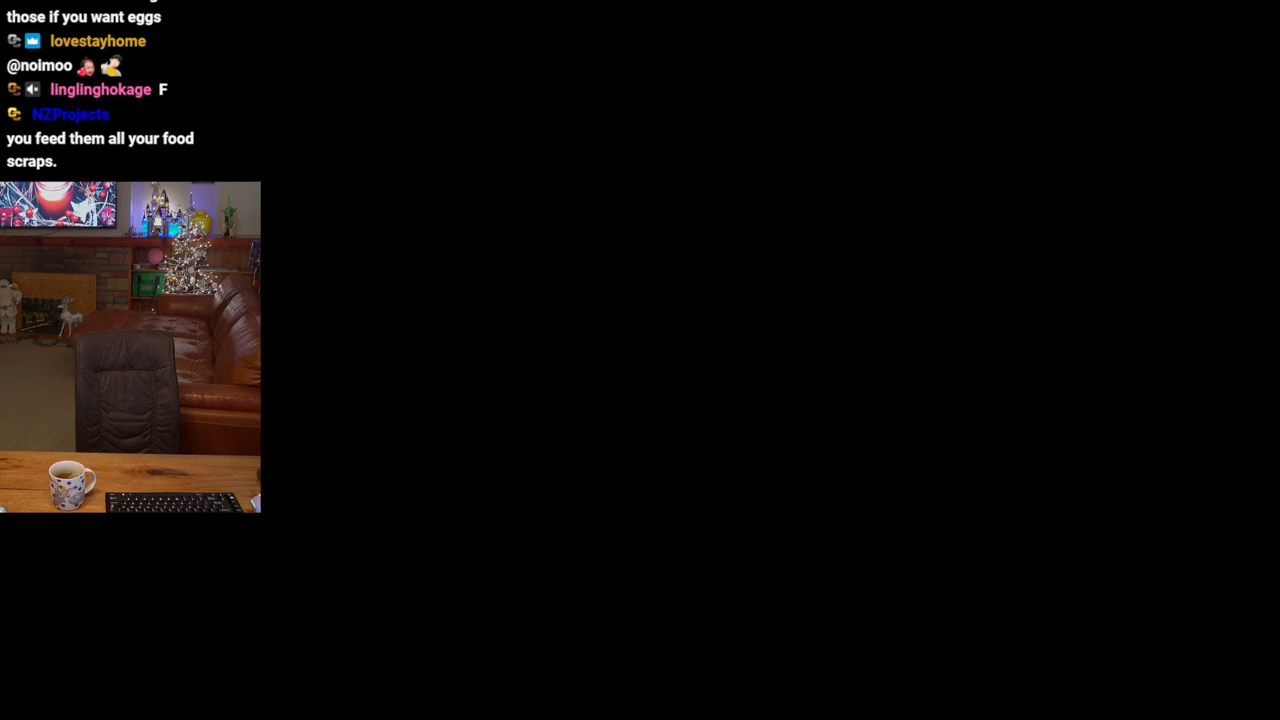 those if you want eggs
lovestayhome
@noimoo
linglinghokage F
NZProjects
you feed them all your food
scraps.